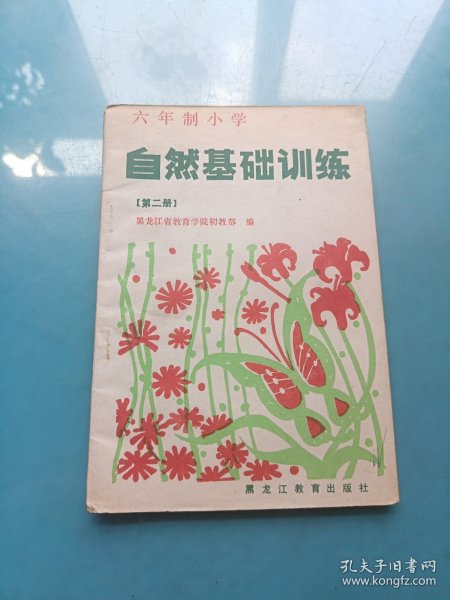 六年制小学
自然基础训练
【第二册】
黑龙江省教育学院初教部 编
黑龙江教育出版社
孔夫子旧书网
www.kongfz.com